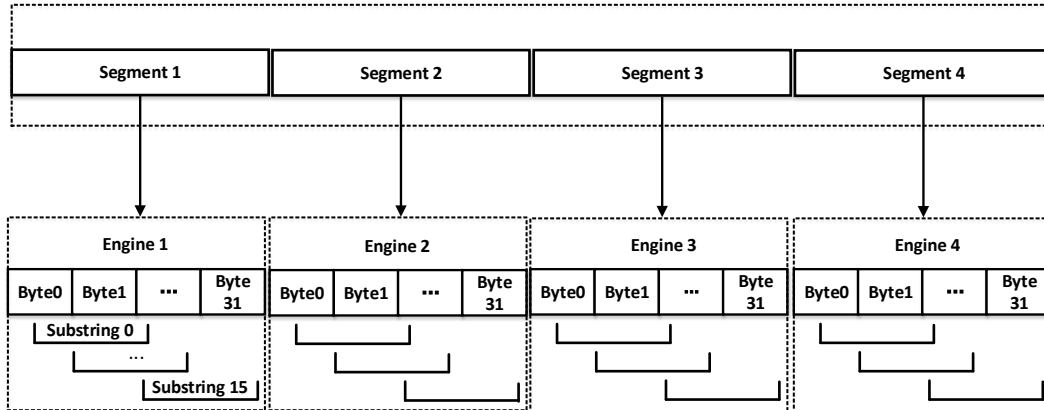 Segment 1 Segment 2 Segment 3 Segment 4
Engine 1 Engine 2 Engine 3 Engine 4
Byte0 Byte1 ... Byte 31 Byte0 Byte1 ... Byte 31 Byte0 Byte1 ... Byte 31 Byte0 Byte1 ... Byte 31
Substring 0
...
Substring 15